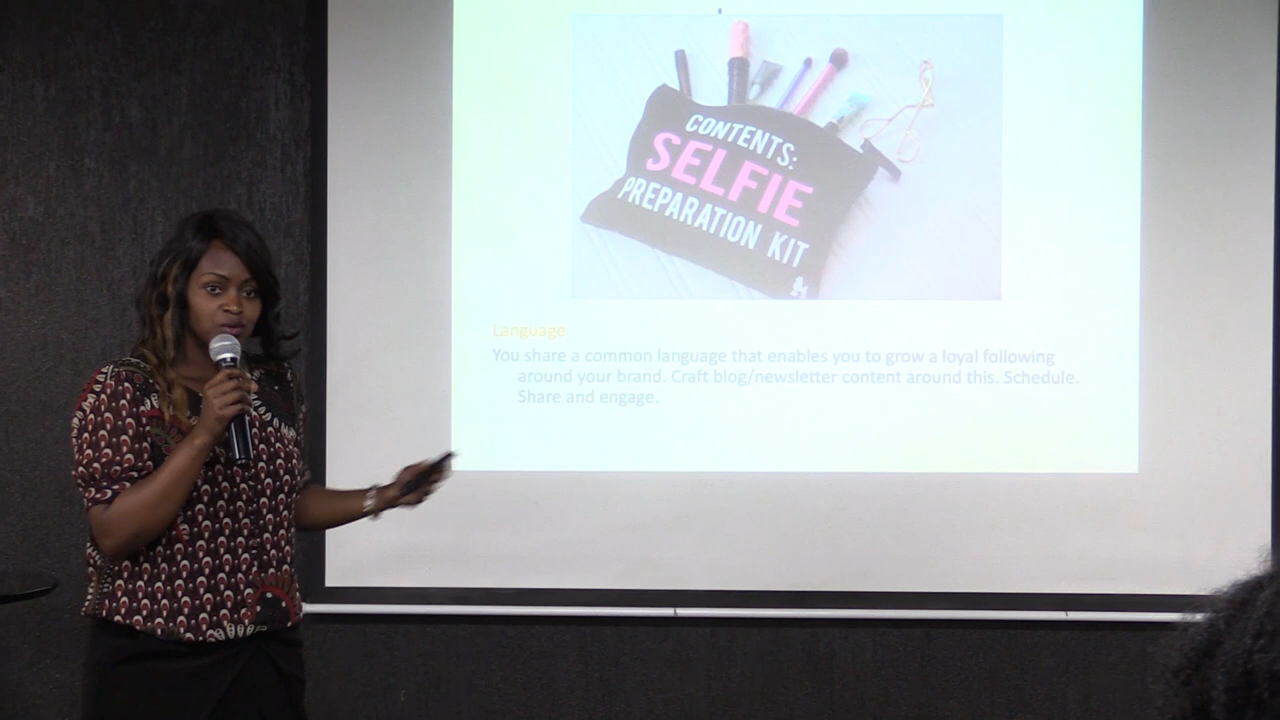 CONTENTS:
SELFIE
PREPARATION KIT
Language
You share a common language that enables you to grow a loyal following
around your brand. Craft blog/newsletter content around this. Schedule.
Share and engage.